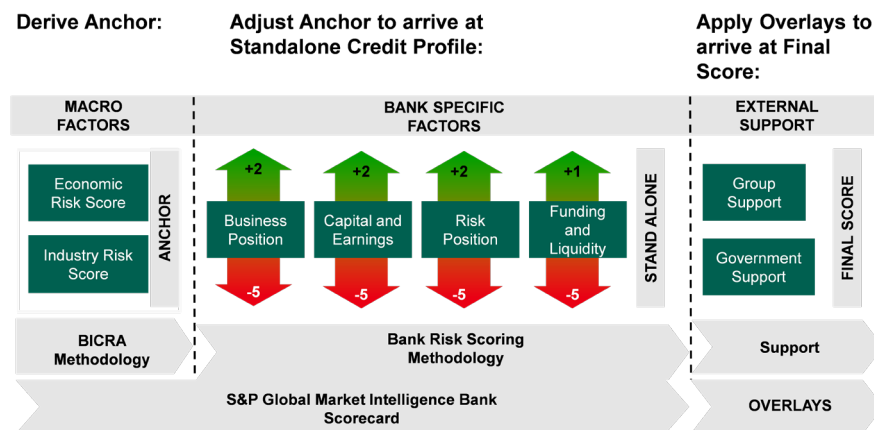 Derive Anchor:
Adjust Anchor to arrive at
Standalone Credit Profile:
Apply Overlays to
arrive at Final
Score:
MACRO
FACTORS
BANK SPECIFIC
FACTORS
EXTERNAL
SUPPORT
Economic
Risk Score
Industry Risk
Score
ANCHOR
+2
Business
Position
-5
+2
Capital and
Earnings
-5
+2
Risk
Position
-5
+1
Funding
and
Liquidity
-5
STAND ALONE
Group
Support
Government
Support
FINAL SCORE
BICRA
Methodology
Bank Risk Scoring
Methodology
Support
S&P Global Market Intelligence Bank
Scorecard
OVERLAYS